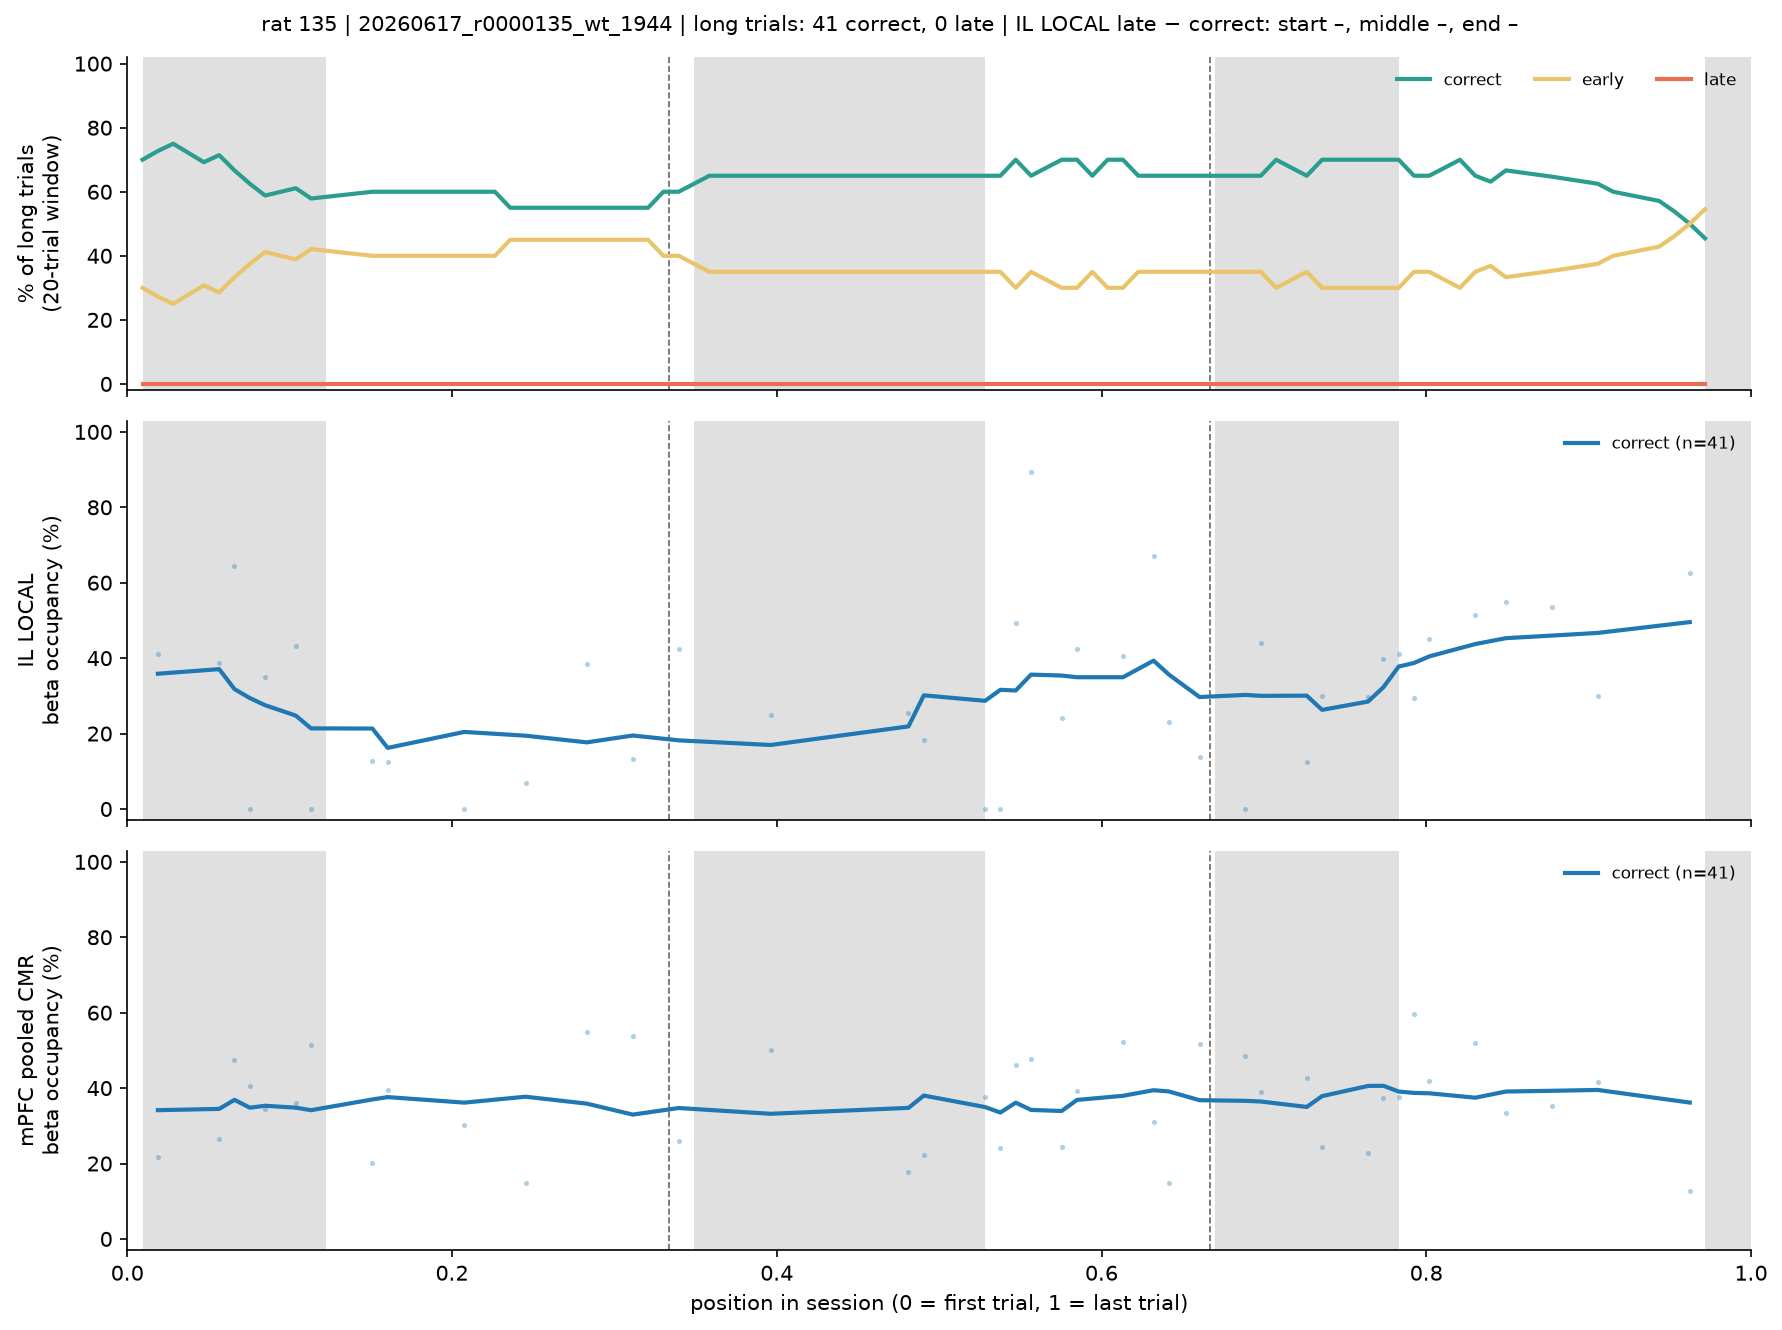 rat 135 | 20260617_r0000135_wt_1944 | long trials: 41 correct, 0 late | IL LOCAL late − correct: start –, middle –, end –
100
80
60
40
20
0
% of long trials
(20-trial window)
correct
early
late
100
80
60
40
20
0
IL LOCAL
beta occupancy (%)
correct (n=41)
100
80
60
40
20
0
mPFC pooled CMR
beta occupancy (%)
correct (n=41)
0.0
0.2
0.4
0.6
0.8
1.0
position in session (0 = first trial, 1 = last trial)